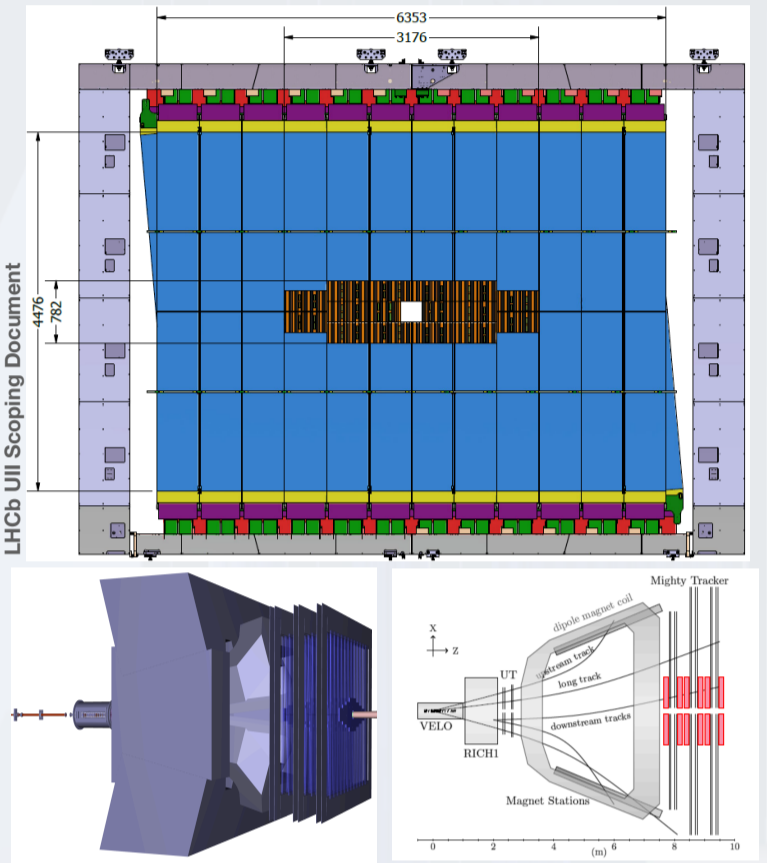 6353
3176
LHCb UII Scoping Document
4476
782
Mighty Tracker
dipole magnet coil
X
Z
upstream track
UT
long track
VELO
downstream tracks
RICH1
Magnet Stations
0 2 4 6 8 10
(m)